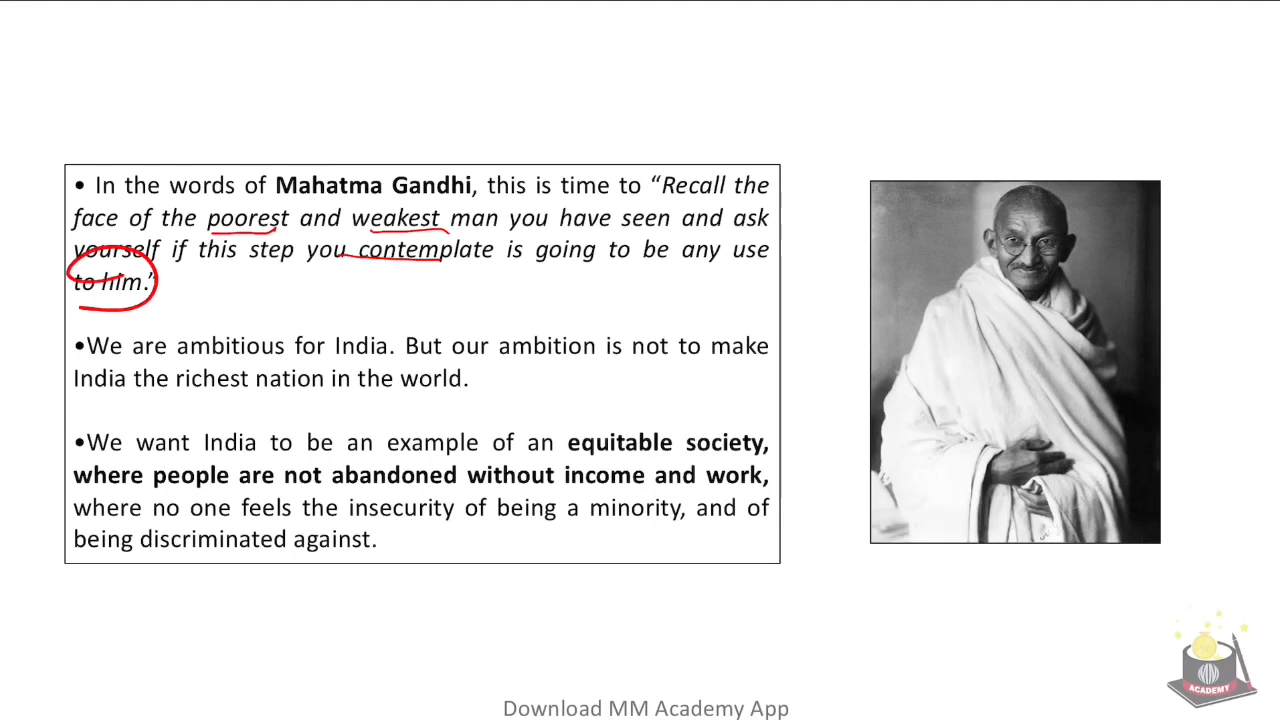 • In the words of Mahatma Gandhi, this is time to “Recall the
face of the poorest and weakest man you have seen and ask
yourself if this step you contemplate is going to be any use
to him.”
•We are ambitious for India. But our ambition is not to make
India the richest nation in the world.
•We want India to be an example of an equitable society,
where people are not abandoned without income and work,
where no one feels the insecurity of being a minority, and of
being discriminated against.
ACADEMY
Download MM Academy App